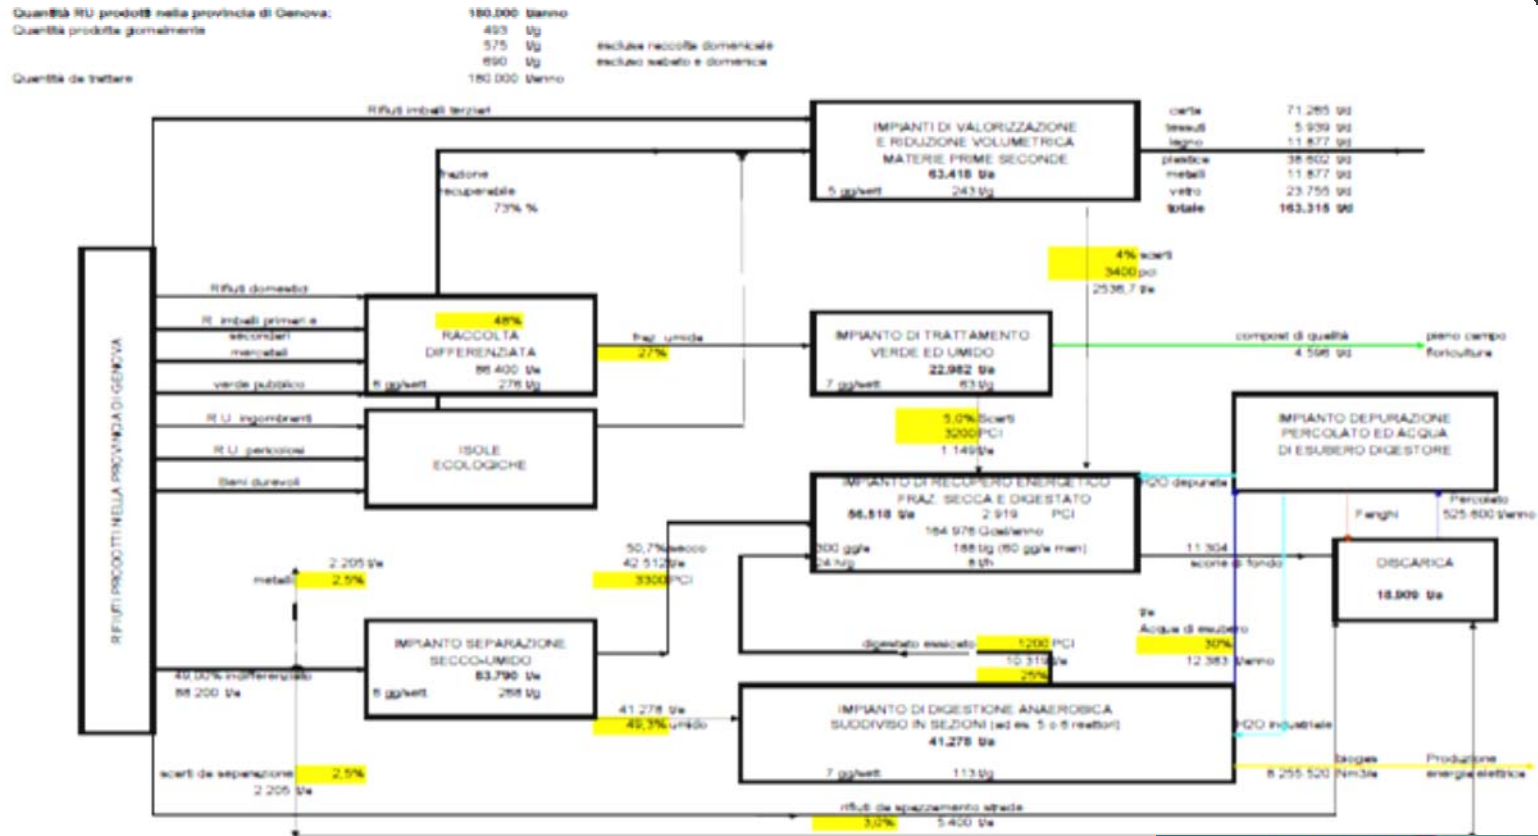 Quantità RU prodotti nella provincia di Genova: 180.000 t/anno
Quantità prodotta giornalmente 493 t/g
575 t/g esclusa raccolta domenicale
690 t/g escluso sabato e domenica
Quantità da trattare 180.000 t/anno
Rifiuti imballi terziari
IMPIANTI DI VALORIZZAZIONE
E RIDUZIONE VOLUMETRICA
MATERIE PRIME SECONDE
63.418 t/a
5 gg/sett 243 t/g
carta 71.265 t/d
tessuti 5.939 t/d
legno 11.877 t/d
plastica 38.602 t/d
metalli 11.877 t/d
vetro 23.755 t/d
totale 163.315 t/d
frazione
recuperabile
73% %
4% scarti
3400 pci
2536,7 t/a
RIFIUTI PRODOTTI NELLA PROVINCIA DI GENOVA
Rifiuti domestici
R. imballi primari e
secondari
mercatali
verde pubblico
R.U. ingombranti
R.U. pericolosi
Beni durevoli
48%
RACCOLTA
DIFFERENZIATA
86.400 t/a
6 gg/sett 276 t/g
fraz. umida
27%
IMPIANTO DI TRATTAMENTO
VERDE ED UMIDO
22.982 t/a
7 gg/sett 63 t/g
compost di qualità
4.596 t/d
pieno campo
floricoltura
ISOLE
ECOLOGICHE
5,0% Scarti
3200 PCI
1.149 t/a
IMPIANTO DEPURAZIONE
PERCOLATO ED ACQUA
DI ESUBERO DIGESTORE
IMPIANTO DI RECUPERO ENERGETICO
FRAZ. SECCA E DIGESTATO
56.518 t/a 2.919 PCI
164.976 Gcal/anno
300 gg/a 188 t/g (60 gg/a man)
24 h/g 8 t/h
H2O depurata
Fanghi
Percolato
525.600 t/anno
11.304
scorie di fondo
DISCARICA
18.909 t/a
50,7% secco
42.512 t/a
3300 PCI
2.205 t/a
metalli 2,5%
IMPIANTO SEPARAZIONE
SECCO-UMIDO
83.790 t/a
6 gg/sett 268 t/g
49,00% indifferenziato
88.200 t/a
digestato essiccato 1200 PCI
10.319 t/a
25%
t/a
Acqua di esubero
30%
12.383 t/anno
41.278 t/a
49,3% umido
IMPIANTO DI DIGESTIONE ANAEROBICA
SUDDIVISO IN SEZIONI (ad es. 5 o 6 reattori)
41.278 t/a
7 gg/sett 113 t/g
H2O industriale
scarti da separazione 2,5%
2.205 t/a
biogas
8.255.520 Nm3/a
Produzione
energia elettrica
rifiuti da spazzamento strade
3,0% 5.400 t/a